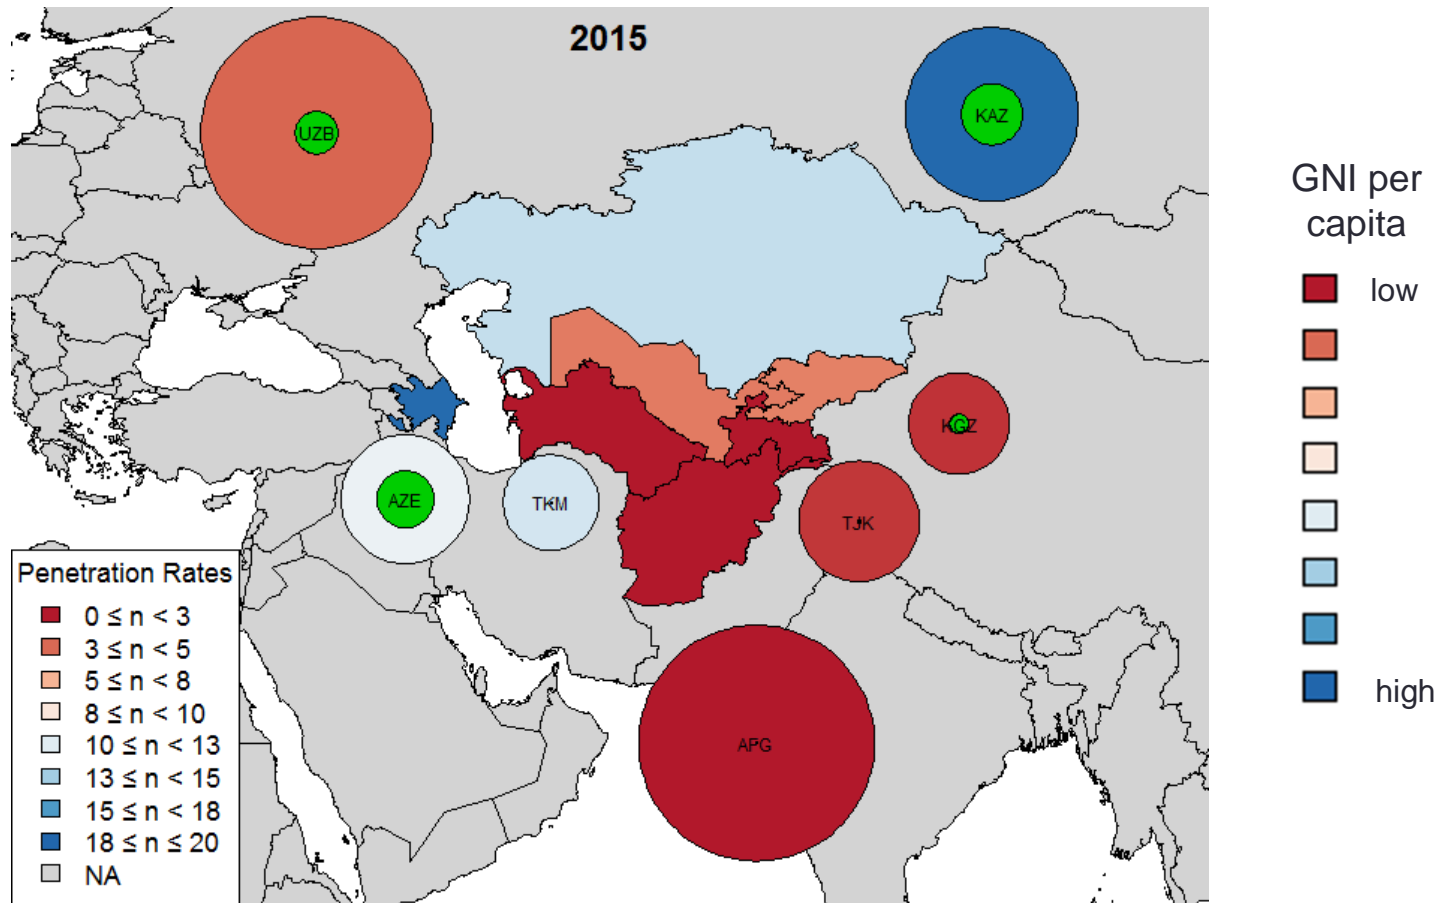 2015
UZB
KAZ
KGZ
AZE
TKM
TJK
AFG
GNI per
capita
low
high
Penetration Rates
0 ≤ n < 3
3 ≤ n < 5
5 ≤ n < 8
8 ≤ n < 10
10 ≤ n < 13
13 ≤ n < 15
15 ≤ n < 18
18 ≤ n ≤ 20
NA